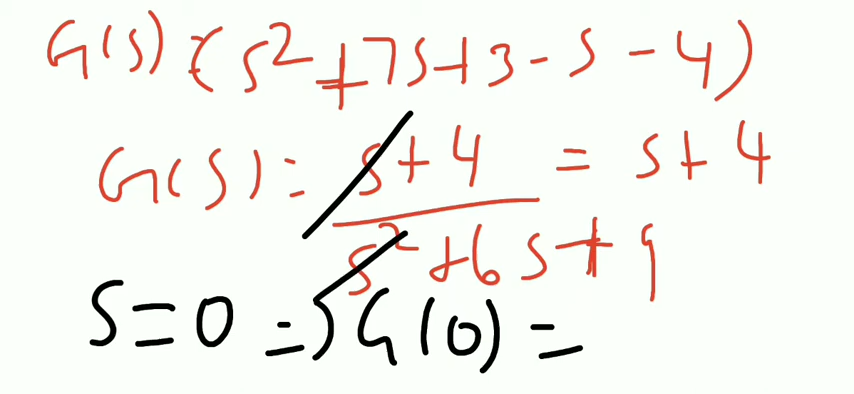 G(s)(s²+7s+3-s-4)
G(s) = s+4 = s+4
s²+6s+9
S=0 => G(0) =